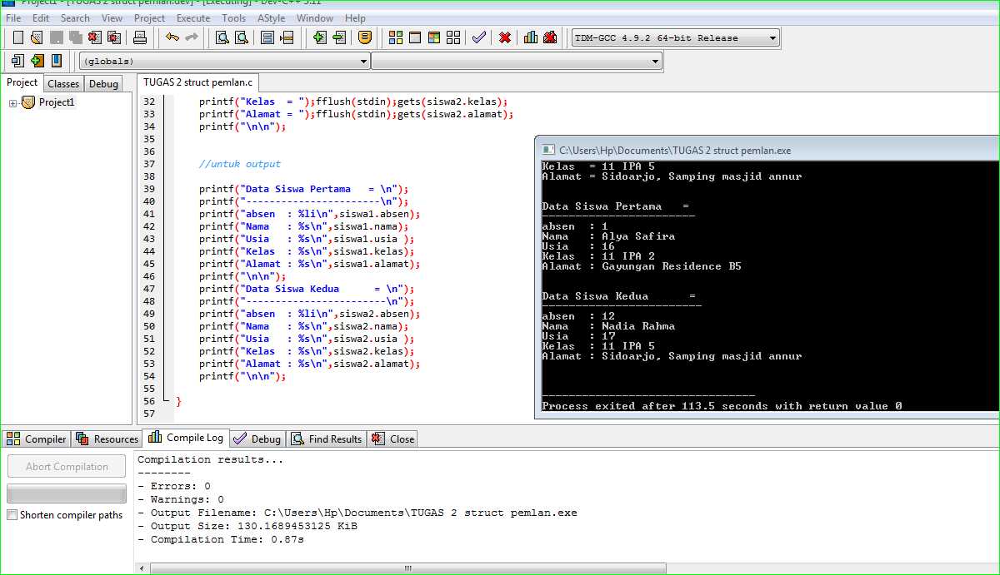 Project1 - [TUGAS 2 struct pemlan.dev] - [Executing] - Dev-C++ 5.11
File Edit Search View Project Execute Tools AStyle Window Help
TDM-GCC 4.9.2 64-bit Release
(globals)
Project Classes Debug
Project1
TUGAS 2 struct pemlan.c
32 printf("Kelas  = ");fflush(stdin);gets(siswa2.kelas);
33 printf("Alamat = ");fflush(stdin);gets(siswa2.alamat);
34 printf("\n\n");
35
36
37 //untuk output
38
39 printf("Data Siswa Pertama   = \n");
40 printf("-----------------------\n");
41 printf("absen  : %li\n",siswa1.absen);
42 printf("Nama   : %s\n",siswa1.nama);
43 printf("Usia   : %s\n",siswa1.usia );
44 printf("Kelas  : %s\n",siswa1.kelas);
45 printf("Alamat : %s\n",siswa1.alamat);
46 printf("\n\n");
47 printf("Data Siswa Kedua      = \n");
48 printf("------------------------\n");
49 printf("absen  : %li\n",siswa2.absen);
50 printf("Nama   : %s\n",siswa2.nama);
51 printf("Usia   : %s\n",siswa2.usia );
52 printf("Kelas  : %s\n",siswa2.kelas);
53 printf("Alamat : %s\n",siswa2.alamat);
54 printf("\n\n");
55
56 }
57
C:\Users\Hp\Documents\TUGAS 2 struct pemlan.exe
Kelas  = 11 IPA 5
Alamat = Sidoarjo, Samping masjid annur
Data Siswa Pertama   =
-----------------------
absen  : 1
Nama   : Alya Safira
Usia   : 16
Kelas  : 11 IPA 2
Alamat : Gayungan Residence B5
Data Siswa Kedua      =
------------------------
absen  : 12
Nama   : Nadia Rahma
Usia   : 17
Kelas  : 11 IPA 5
Alamat : Sidoarjo, Samping masjid annur
--------------------------------
Process exited after 113.5 seconds with return value 0
Compiler Resources Compile Log Debug Find Results Close
Abort Compilation
Shorten compiler paths
Compilation results...
--------
- Errors: 0
- Warnings: 0
- Output Filename: C:\Users\Hp\Documents\TUGAS 2 struct pemlan.exe
- Output Size: 130.1689453125 KiB
- Compilation Time: 0.87s